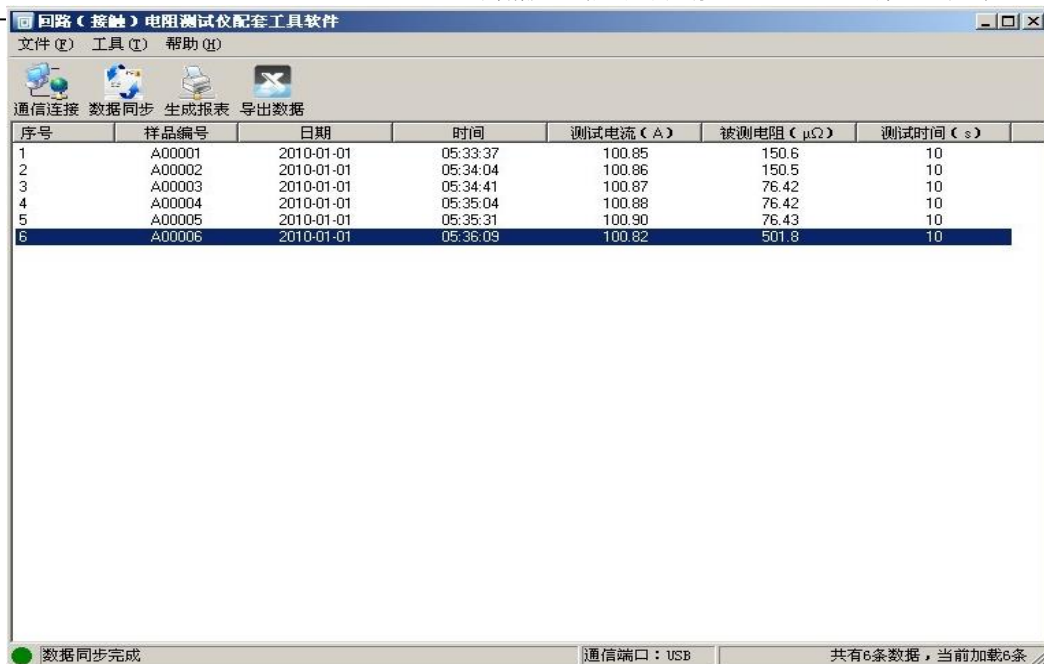 回路（接触）电阻测试仪配套工具软件
文件(F) 工具(T) 帮助(H)
通信连接 数据同步 生成报表 导出数据
序号 样品编号 日期 时间 测试电流（A） 被测电阻（μΩ） 测试时间（s）
1 A00001 2010-01-01 05:33:37 100.85 150.6 10
2 A00002 2010-01-01 05:34:04 100.86 150.5 10
3 A00003 2010-01-01 05:34:41 100.87 76.42 10
4 A00004 2010-01-01 05:35:04 100.88 76.42 10
5 A00005 2010-01-01 05:35:31 100.90 76.43 10
6 A00006 2010-01-01 05:36:09 100.82 501.8 10
数据同步完成 通信端口：USB 共有6条数据，当前加载6条